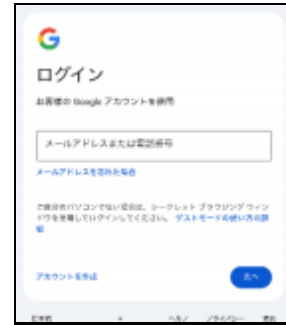 ログイン
お客様の Google アカウントを使用
メールアドレスまたは電話番号
メールアドレスを忘れた場合
ご自分のパソコンでない場合は、シークレット ブラウジング ウィン
ドウを使用してログインしてください。 ゲストモードの使い方の詳
細
アカウントを作成
次へ
日本語
ヘルプ プライバシー 規約